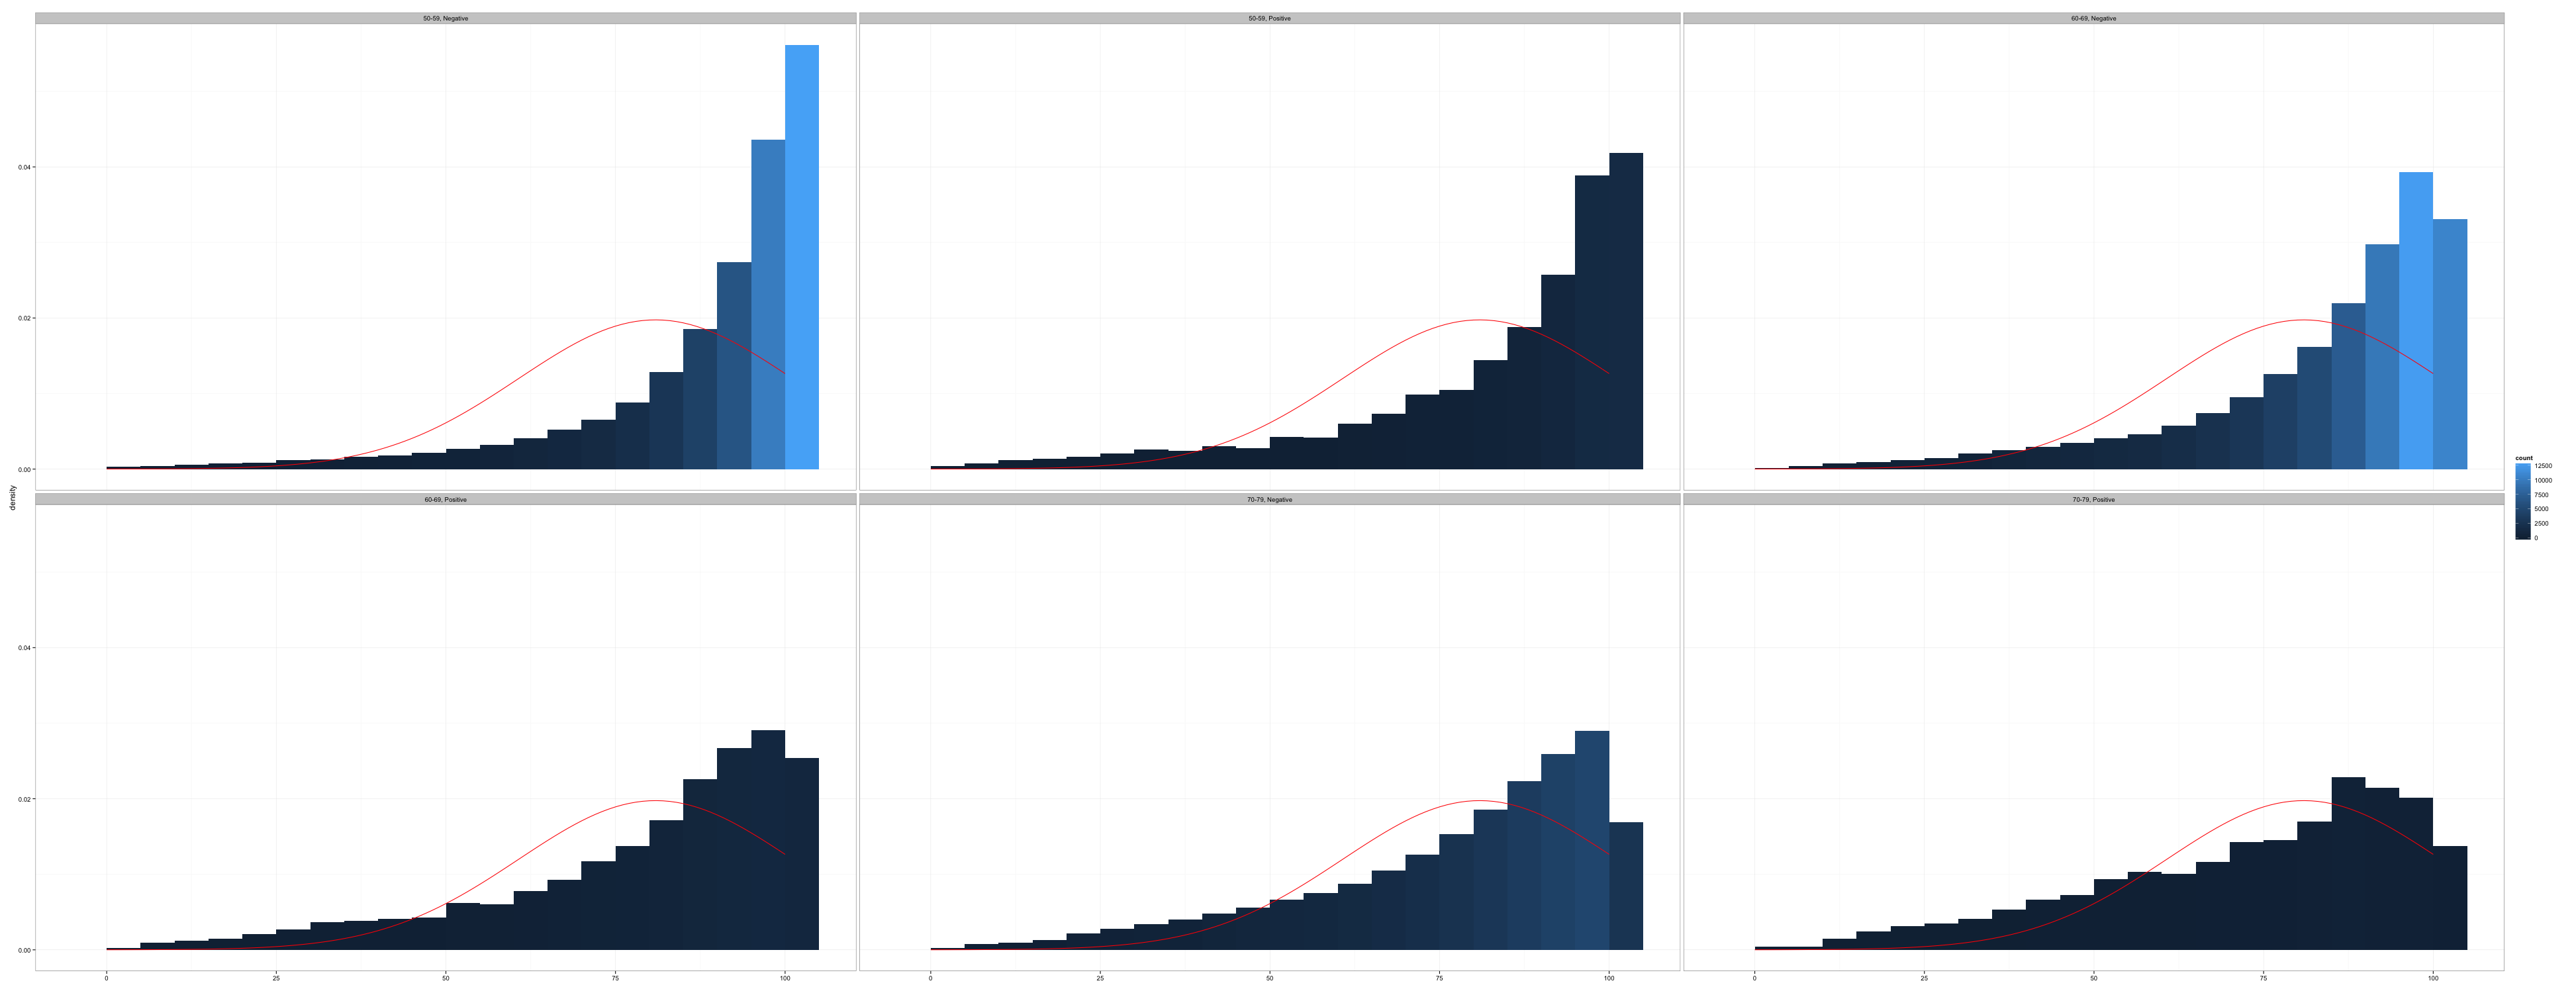 50-59, Negative
50-59, Positive
60-69, Negative
0.04
0.02
0.00
density
60-69, Positive
70-79, Negative
70-79, Positive
0.04
0.02
0.00
0 25 50 75 100
0 25 50 75 100
0 25 50 75 100
count
12500
10000
7500
5000
2500
0